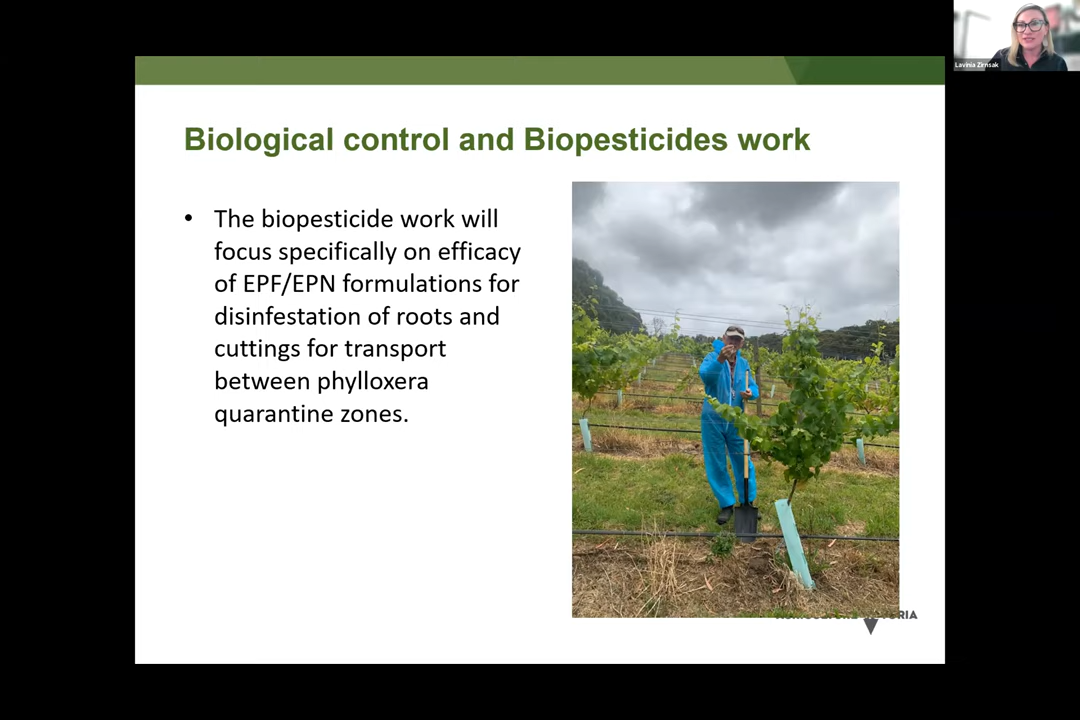 Lavinia Zirnsak
Biological control and Biopesticides work
• The biopesticide work will
focus specifically on efficacy
of EPF/EPN formulations for
disinfestation of roots and
cuttings for transport
between phylloxera
quarantine zones.